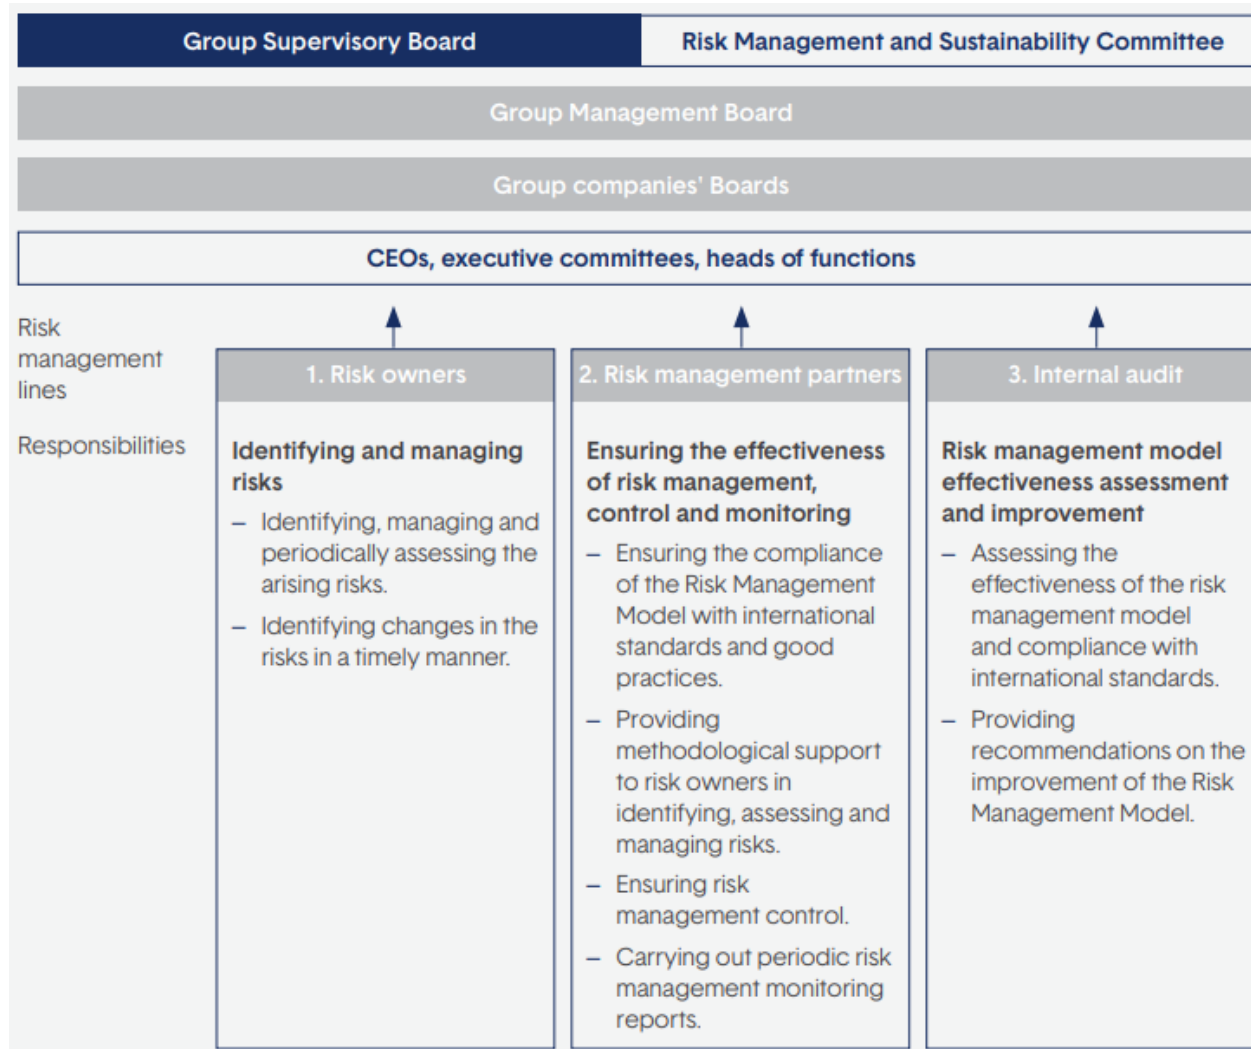 Group Supervisory Board
Risk Management and Sustainability Committee
Group Management Board
Group companies' Boards
CEOs, executive committees, heads of functions
Risk
management
lines
1. Risk owners
2. Risk management partners
3. Internal audit
Responsibilities
Identifying and managing
risks
– Identifying, managing and
periodically assessing the
arising risks.
– Identifying changes in the
risks in a timely manner.
Ensuring the effectiveness
of risk management,
control and monitoring
– Ensuring the compliance
of the Risk Management
Model with international
standards and good
practices.
– Providing
methodological support
to risk owners in
identifying, assessing and
managing risks.
– Ensuring risk
management control.
– Carrying out periodic risk
management monitoring
reports.
Risk management model
effectiveness assessment
and improvement
– Assessing the
effectiveness of the risk
management model
and compliance with
international standards.
– Providing
recommendations on the
improvement of the Risk
Management Model.